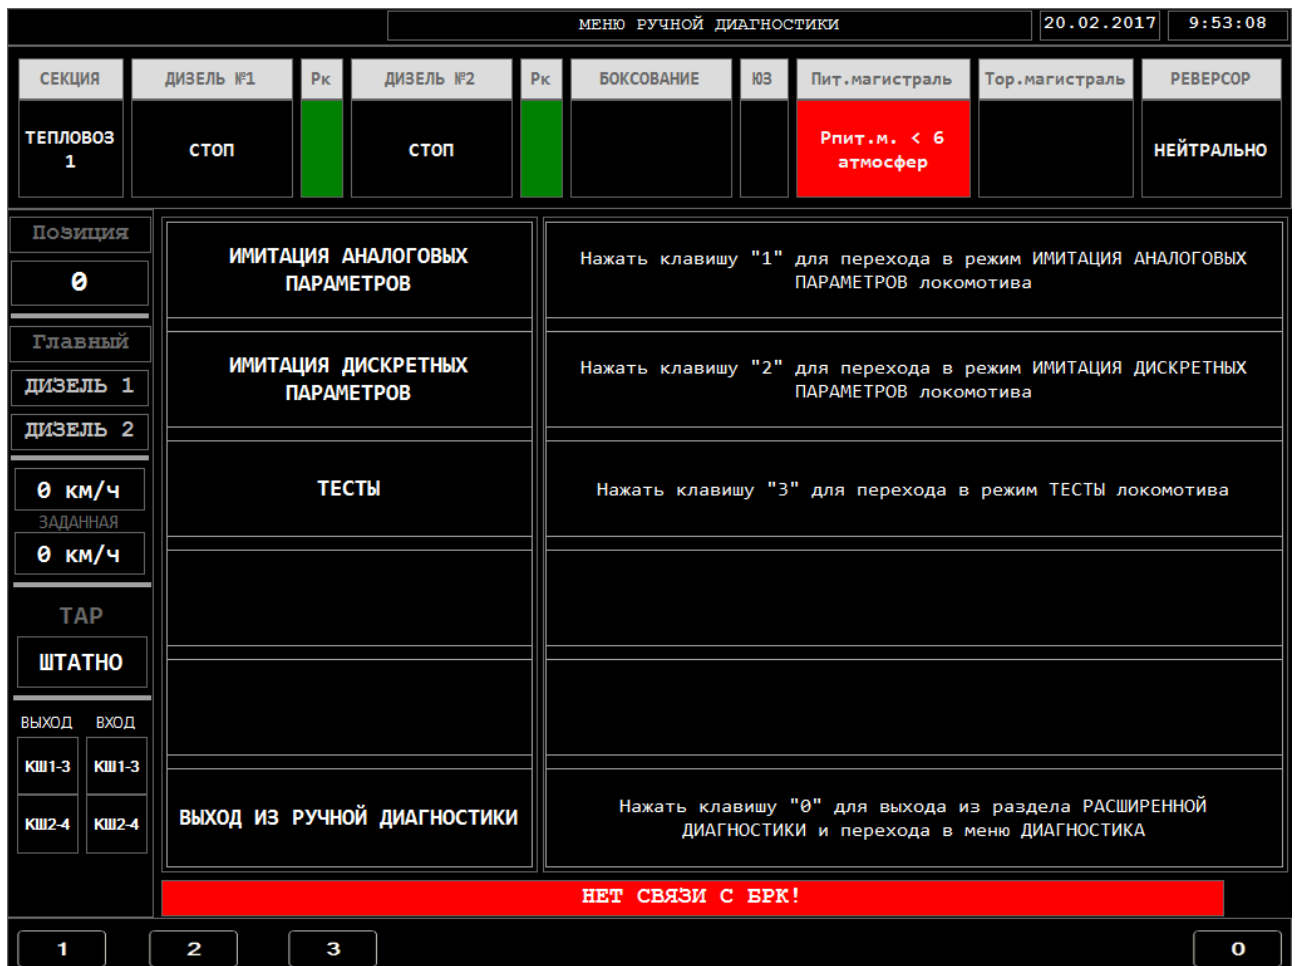 МЕНЮ РУЧНОЙ ДИАГНОСТИКИ
20.02.2017
9:53:08
СЕКЦИЯ
ДИЗЕЛЬ №1
Рк
ДИЗЕЛЬ №2
Рк
БОКСОВАНИЕ
ЮЗ
Пит.магистраль
Тор.магистраль
РЕВЕРСОР
ТЕПЛОВОЗ
1
СТОП
СТОП
Рпит.м. < 6
атмосфер
НЕЙТРАЛЬНО
Позиция
0
Главный
ДИЗЕЛЬ 1
ДИЗЕЛЬ 2
0 км/ч
ЗАДАННАЯ
0 км/ч
ТАР
ШТАТНО
ВЫХОД ВХОД
КШ1-3 КШ1-3
КШ2-4 КШ2-4
ИМИТАЦИЯ АНАЛОГОВЫХ
ПАРАМЕТРОВ
Нажать клавишу "1" для перехода в режим ИМИТАЦИЯ АНАЛОГОВЫХ
ПАРАМЕТРОВ локомотива
ИМИТАЦИЯ ДИСКРЕТНЫХ
ПАРАМЕТРОВ
Нажать клавишу "2" для перехода в режим ИМИТАЦИЯ ДИСКРЕТНЫХ
ПАРАМЕТРОВ локомотива
ТЕСТЫ
Нажать клавишу "3" для перехода в режим ТЕСТЫ локомотива
ВЫХОД ИЗ РУЧНОЙ ДИАГНОСТИКИ
Нажать клавишу "0" для выхода из раздела РАСШИРЕННОЙ
ДИАГНОСТИКИ и перехода в меню ДИАГНОСТИКА
НЕТ СВЯЗИ С БРК!
1
2
3
0